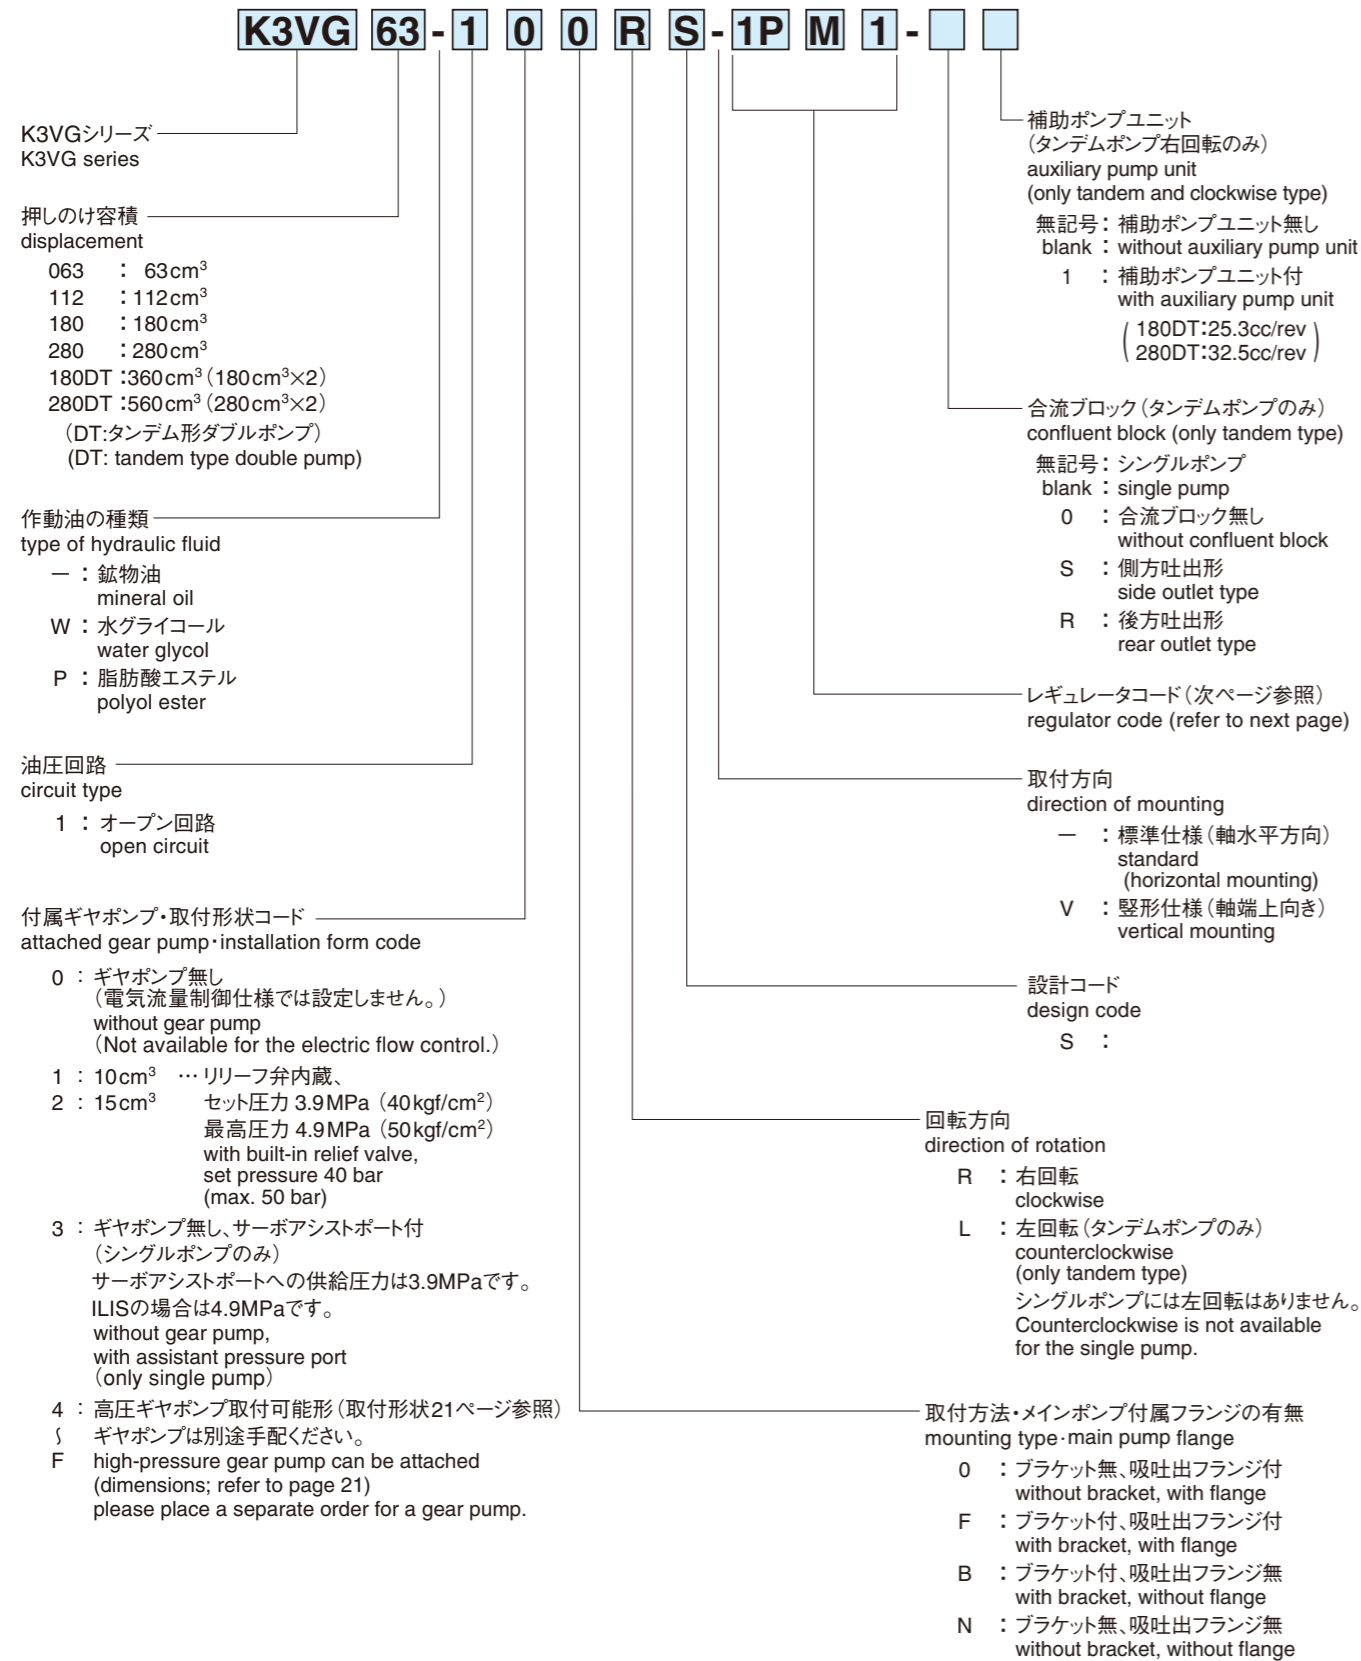 K3VG 63 - 1 0 0 R S - 1P M 1 -
K3VGシリーズ
K3VG series
押しのけ容積
displacement
063 : 63cm³
112 : 112cm³
180 : 180cm³
280 : 280cm³
180DT : 360cm³(180cm³×2)
280DT : 560cm³(280cm³×2)
(DT:タンデム形ダブルポンプ)
(DT: tandem type double pump)
作動油の種類
type of hydraulic fluid
ー : 鉱物油
mineral oil
W : 水グライコール
water glycol
P : 脂肪酸エステル
polyol ester
油圧回路
circuit type
1 : オープン回路
open circuit
付属ギヤポンプ・取付形状コード
attached gear pump・installation form code
0 : ギヤポンプ無し
(電気流量制御仕様では設定しません。)
without gear pump
(Not available for the electric flow control.)
1 : 10cm³ … リリーフ弁内蔵、
2 : 15cm³ セット圧力 3.9MPa (40kgf/cm²)
最高圧力 4.9MPa (50kgf/cm²)
with built-in relief valve,
set pressure 40 bar
(max. 50 bar)
3 : ギヤポンプ無し、サーボアシストポート付
(シングルポンプのみ)
サーボアシストポートへの供給圧力は3.9MPaです。
ILISの場合は4.9MPaです。
without gear pump,
with assistant pressure port
(only single pump)
4 : 高圧ギヤポンプ取付可能形(取付形状21ページ参照)
〜 ギヤポンプは別途手配ください。
F high-pressure gear pump can be attached
(dimensions; refer to page 21)
please place a separate order for a gear pump.
補助ポンプユニット
(タンデムポンプ右回転のみ)
auxiliary pump unit
(only tandem and clockwise type)
無記号 : 補助ポンプユニット無し
blank : without auxiliary pump unit
1 : 補助ポンプユニット付
with auxiliary pump unit
(180DT:25.3cc/rev
280DT:32.5cc/rev)
合流ブロック(タンデムポンプのみ)
confluent block (only tandem type)
無記号 : シングルポンプ
blank : single pump
0 : 合流ブロック無し
without confluent block
S : 側方吐出形
side outlet type
R : 後方吐出形
rear outlet type
レギュレータコード(次ページ参照)
regulator code (refer to next page)
取付方向
direction of mounting
ー : 標準仕様(軸水平方向)
standard
(horizontal mounting)
V : 竪形仕様(軸端上向き)
vertical mounting
設計コード
design code
S :
回転方向
direction of rotation
R : 右回転
clockwise
L : 左回転(タンデムポンプのみ)
counterclockwise
(only tandem type)
シングルポンプには左回転はありません。
Counterclockwise is not available
for the single pump.
取付方法・メインポンプ付属フランジの有無
mounting type・main pump flange
0 : ブラケット無、吸吐出フランジ付
without bracket, with flange
F : ブラケット付、吸吐出フランジ付
with bracket, with flange
B : ブラケット付、吸吐出フランジ無
with bracket, without flange
N : ブラケット無、吸吐出フランジ無
without bracket, without flange